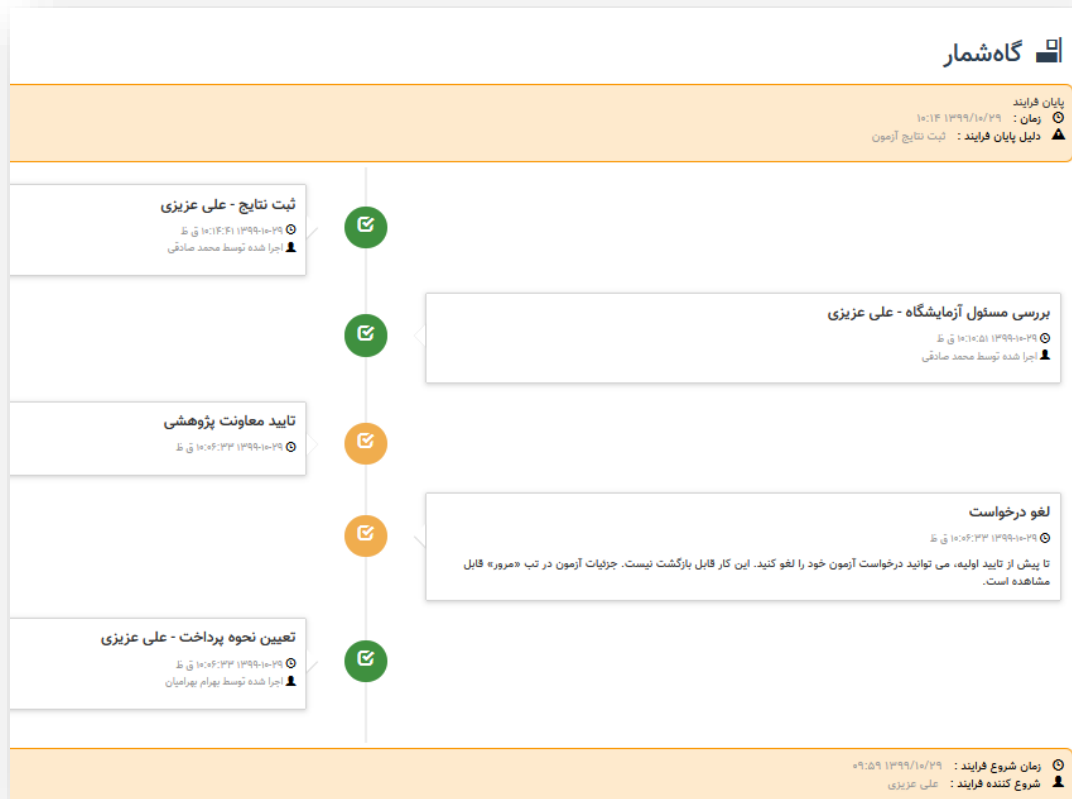 گاه‌شمار
پایان فرایند
زمان : ۱۳۹۹/۱۰/۲۹ ۱۰:۱۴
دلیل پایان فرایند : ثبت نتایج آزمون
ثبت نتایج - علی عزیزی
۱۳۹۹-۱۰-۲۹ ۱۰:۱۴:۴۱ ق ظ
اجرا شده توسط محمد صادقی
بررسی مسئول آزمایشگاه - علی عزیزی
۱۳۹۹-۱۰-۲۹ ۱۰:۱۰:۵۱ ق ظ
اجرا شده توسط محمد صادقی
تایید معاونت پژوهشی
۱۳۹۹-۱۰-۲۹ ۱۰:۰۶:۳۳ ق ظ
لغو درخواست
۱۳۹۹-۱۰-۲۹ ۱۰:۰۶:۳۳ ق ظ
تا پیش از تایید اولیه، می توانید درخواست آزمون خود را لغو کنید. این کار قابل بازگشت نیست. جزئیات آزمون در تب «مرور» قابل
مشاهده است.
تعیین نحوه پرداخت - علی عزیزی
۱۳۹۹-۱۰-۲۹ ۱۰:۰۶:۳۳ ق ظ
اجرا شده توسط بهرام بهرامیان
زمان شروع فرایند : ۱۳۹۹/۱۰/۲۹ ۰۹:۵۹
شروع کننده فرایند : علی عزیزی